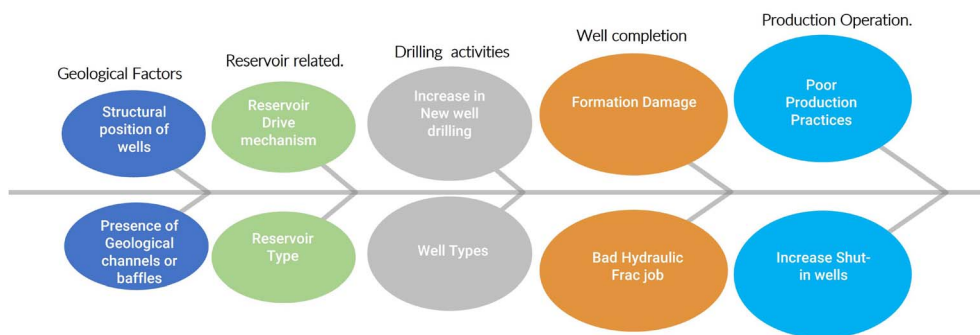 Geological Factors
Reservoir related.
Drilling activities
Well completion
Production Operation.
Structural
position of
wells
Reservoir
Drive
mechanism
Increase in
New well
drilling
Formation Damage
Poor
Production
Practices
Presence of
Geological
channels or
baffles
Reservoir
Type
Well Types
Bad Hydraulic
Frac job
Increase Shut-
in wells